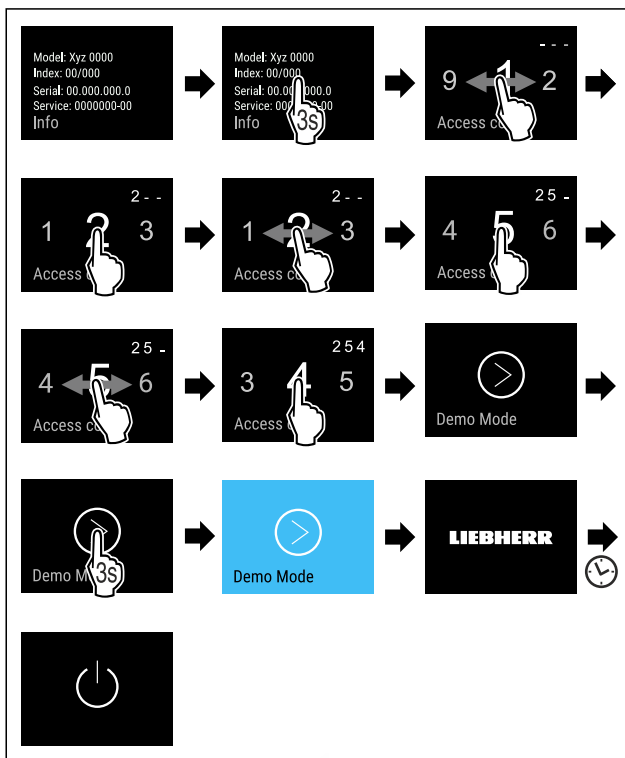 Model: Xyz 0000
Index: 00/000
Serial: 00.000.000.0
Service: 0000000-00
Info
Model: Xyz 0000
Index: 00/000
Serial: 00.00 .0
Service: 0000 -00
Info
3s
- - -
9 1 2
Access c
2 - -
1 2 3
Access c
2 - -
1 2 3
Access c
2 5 -
4 5 6
Access c
2 5 -
4 5 6
Access c
2 5 4
3 4 5
Access
Demo Mode
Demo M
3s
Demo Mode
LIEBHERR